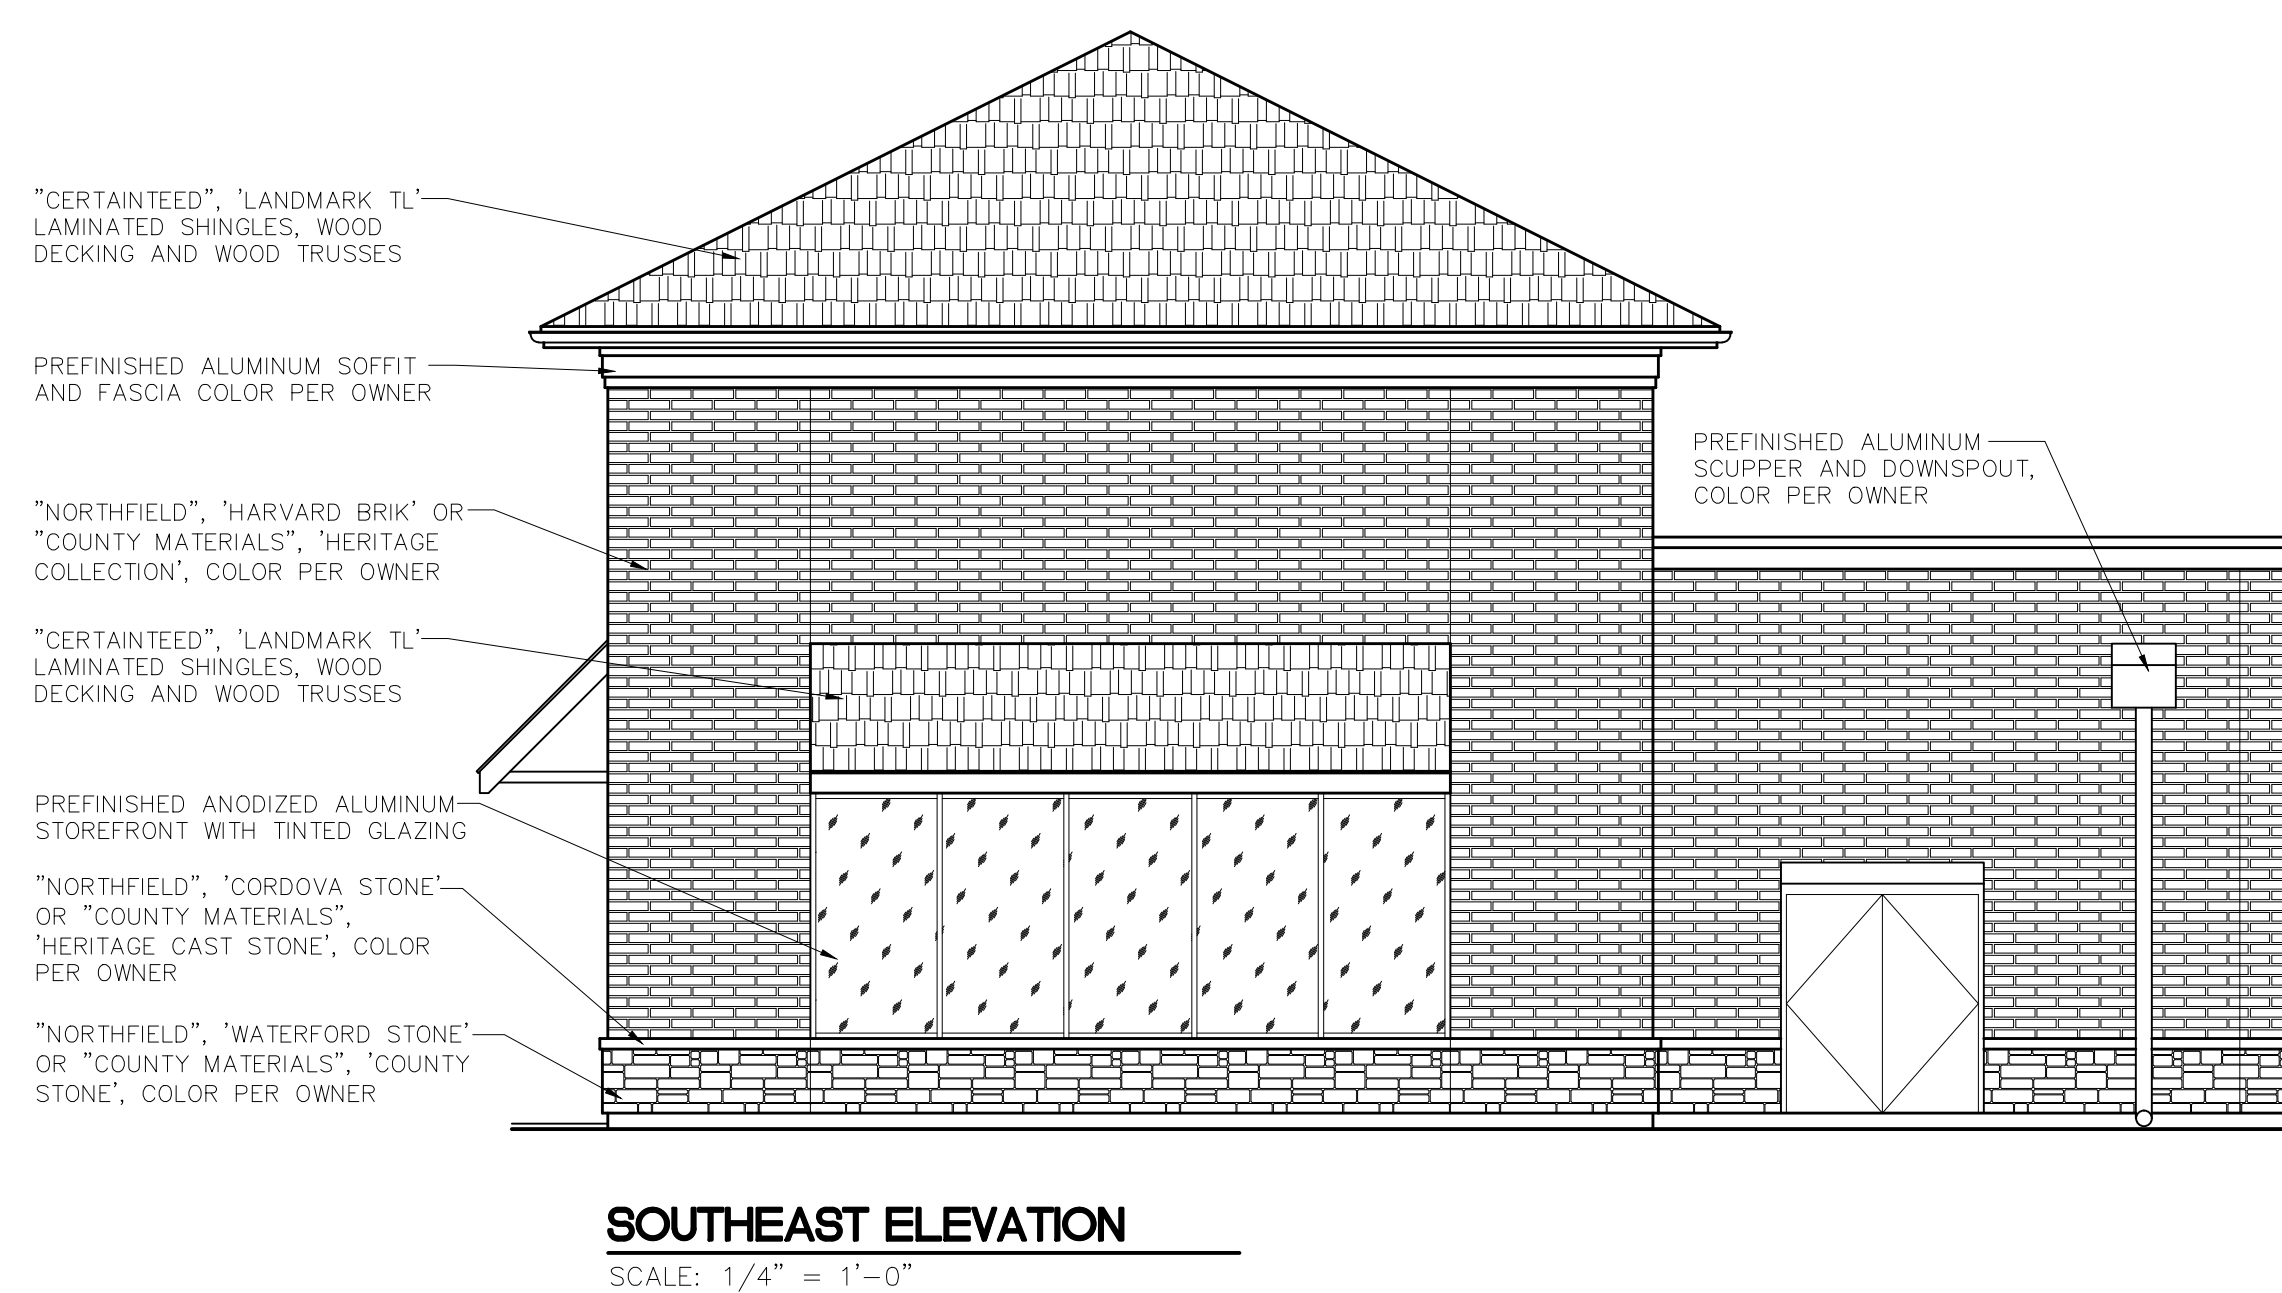 "CERTAINTEED", 'LANDMARK TL'
LAMINATED SHINGLES, WOOD
DECKING AND WOOD TRUSSES
PREFINISHED ALUMINUM SOFFIT
AND FASCIA COLOR PER OWNER
"NORTHFIELD", 'HARVARD BRIK' OR
"COUNTY MATERIALS", 'HERITAGE
COLLECTION', COLOR PER OWNER
"CERTAINTEED", 'LANDMARK TL'
LAMINATED SHINGLES, WOOD
DECKING AND WOOD TRUSSES
PREFINISHED ANODIZED ALUMINUM
STOREFRONT WITH TINTED GLAZING
"NORTHFIELD", 'CORDOVA STONE'
OR "COUNTY MATERIALS",
'HERITAGE CAST STONE', COLOR
PER OWNER
"NORTHFIELD", 'WATERFORD STONE'
OR "COUNTY MATERIALS", 'COUNTY
STONE', COLOR PER OWNER
PREFINISHED ALUMINUM
SCUPPER AND DOWNSPOUT,
COLOR PER OWNER
SOUTHEAST ELEVATION
SCALE: 1/4" = 1'-0"